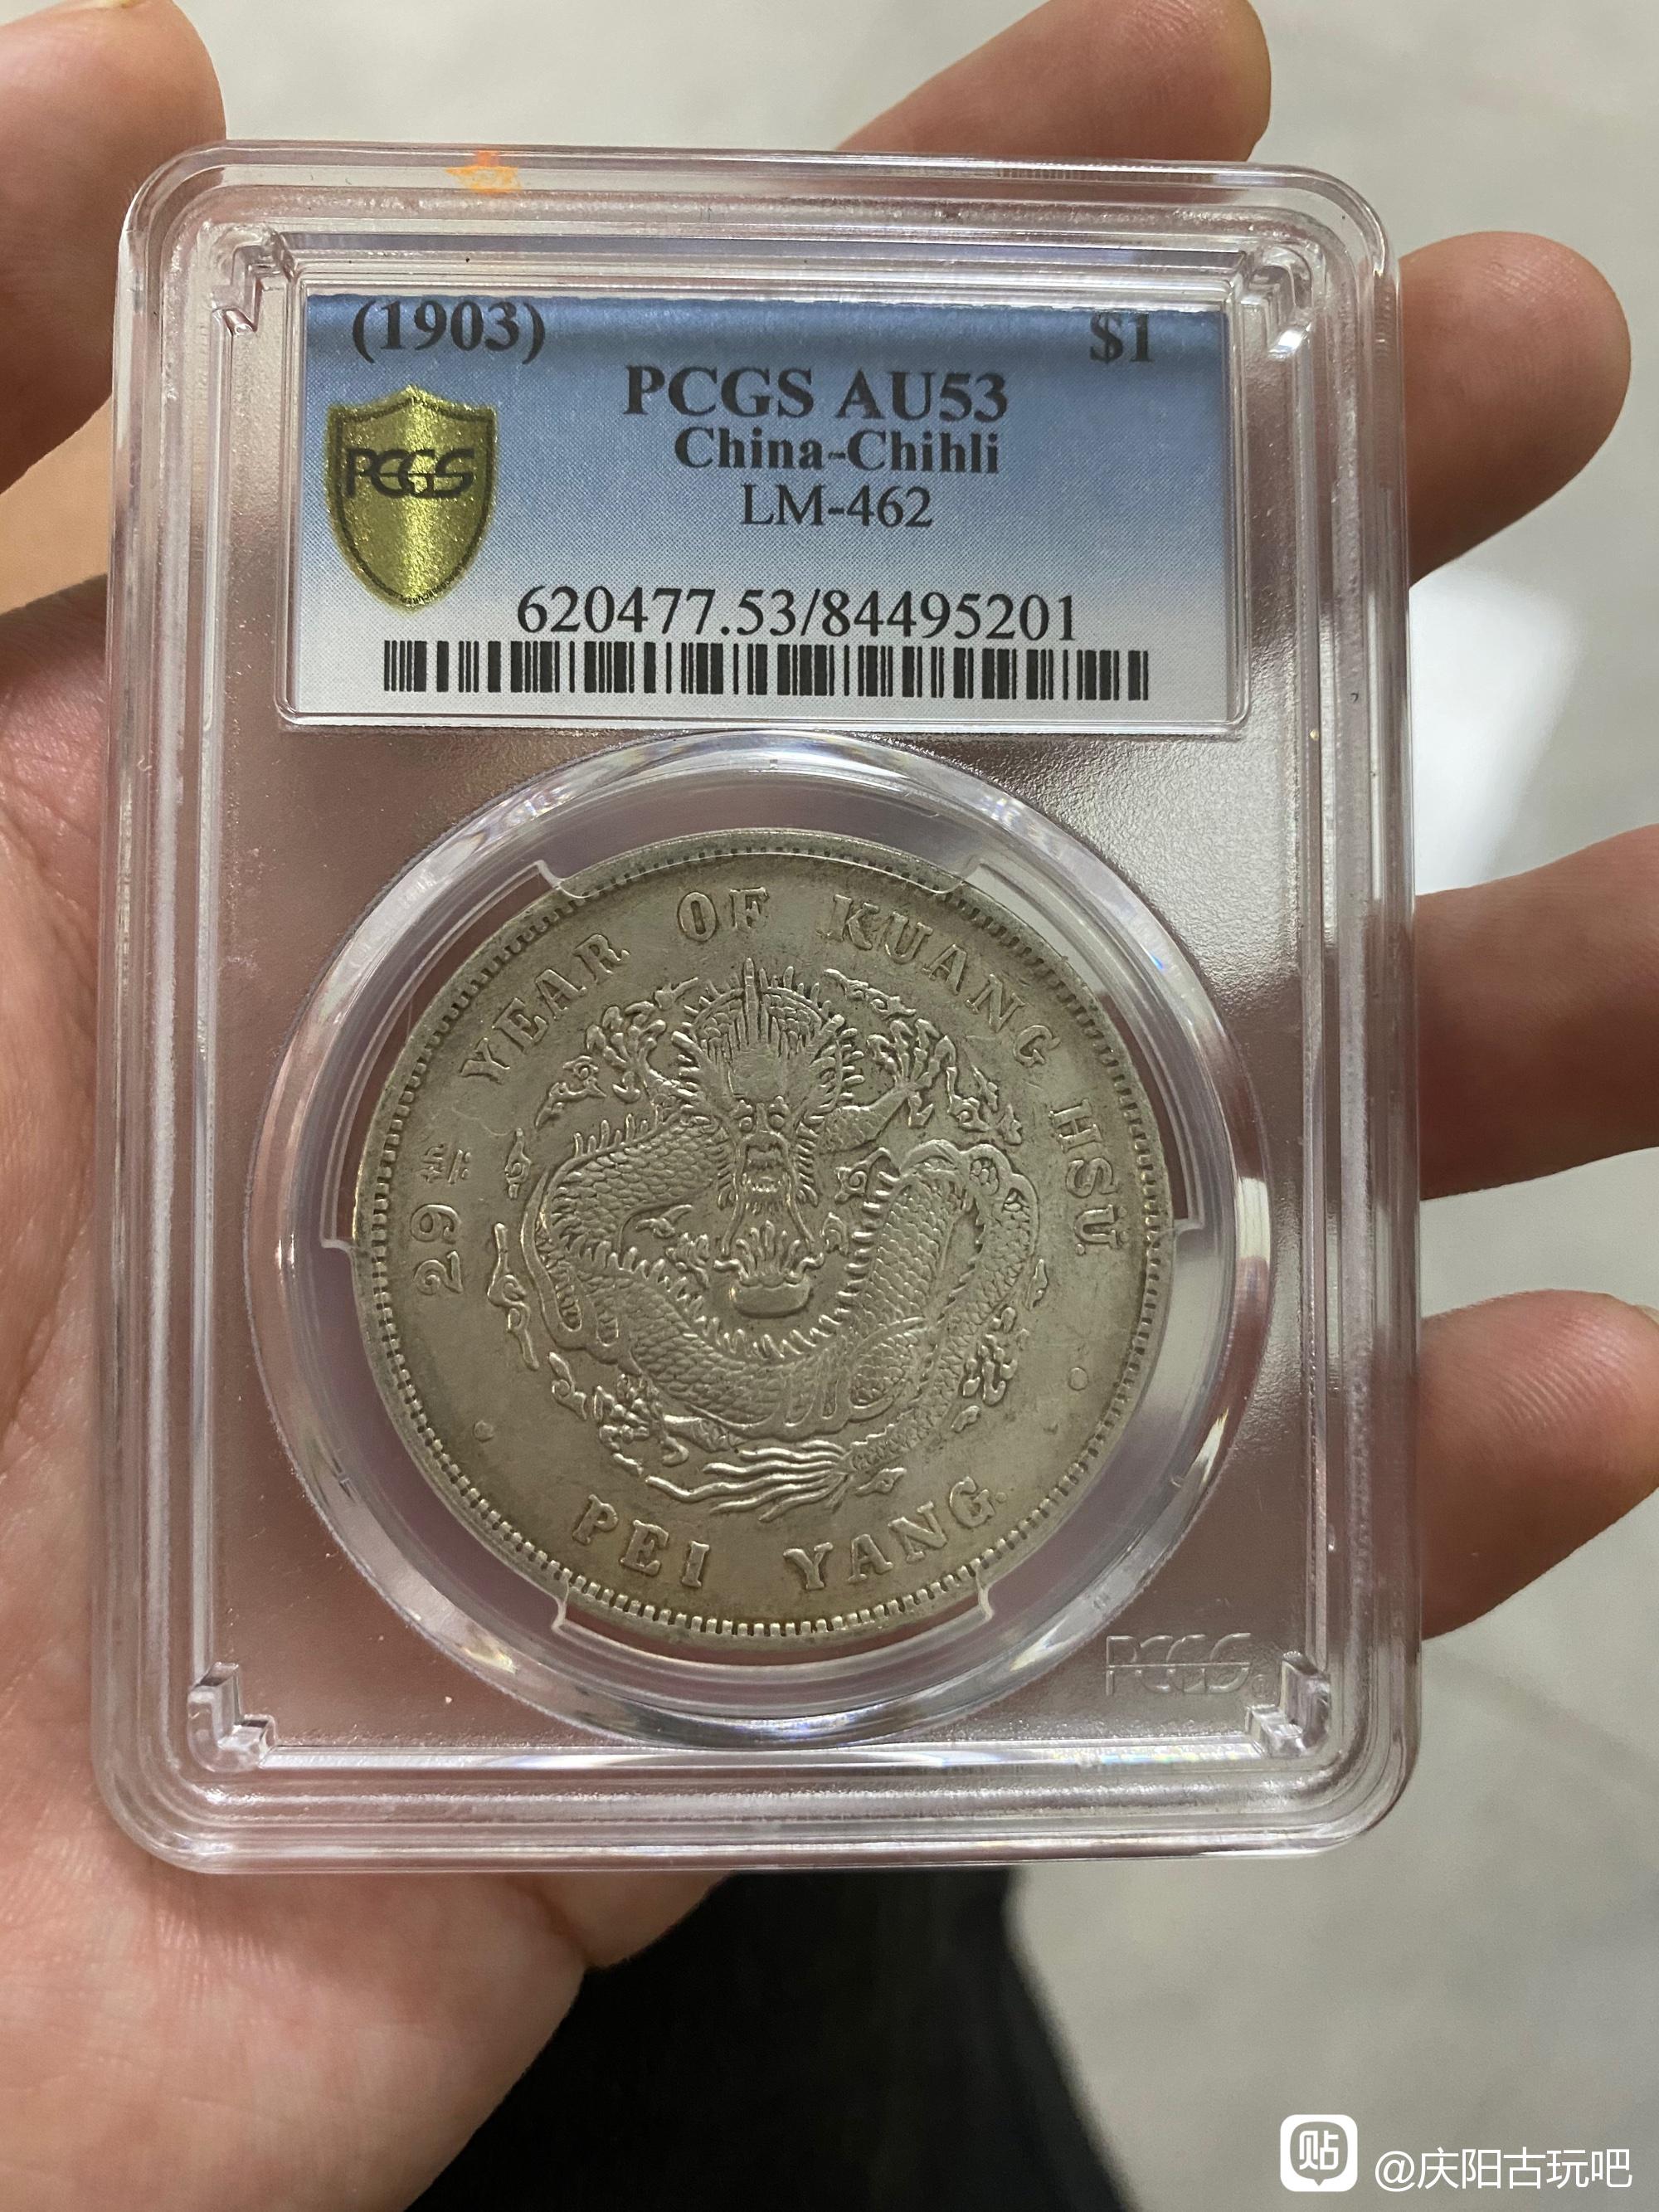 (1903) $1
PCGS AU53
PCGS
China-Chihli
LM-462
620477.53/84495201
29th YEAR OF KUANG HSÜ
PEI YANG.
PCGS
贴 @庆阳古玩吧